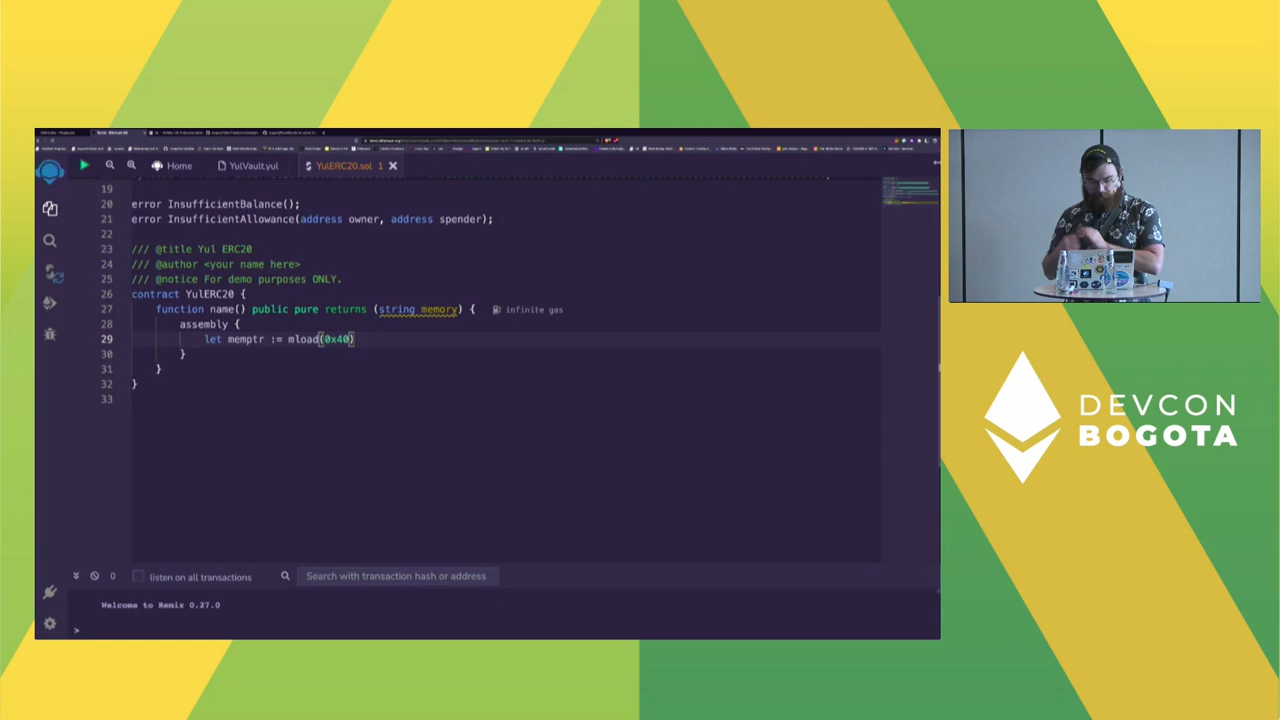 Home
YulVault.yul
YulERC20.sol 1
19
20 error InsufficientBalance();
21 error InsufficientAllowance(address owner, address spender);
22
23 /// @title Yul ERC20
24 /// @author <your name here>
25 /// @notice For demo purposes ONLY.
26 contract YulERC20 {
27 function name() public pure returns (string memory) { infinite gas
28 assembly {
29 let memptr := mload(0x40)
30 }
31 }
32 }
33
0 listen on all transactions Search with transaction hash or address
Welcome to Remix 0.27.0
>
DEVCON
BOGOTA